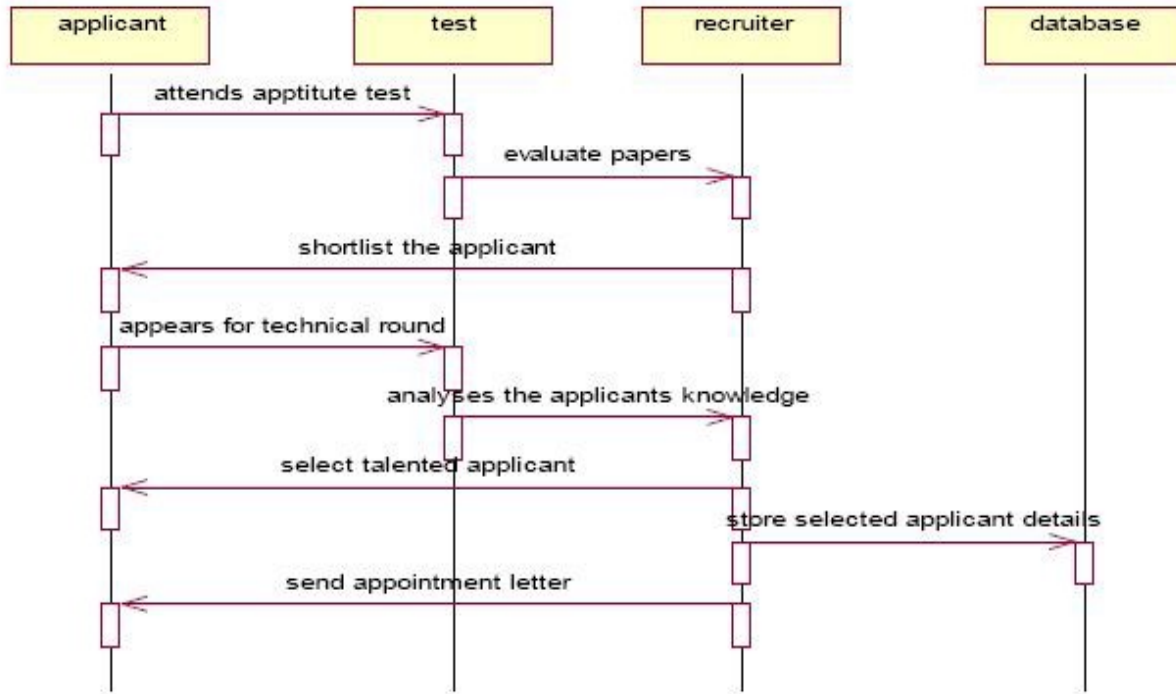 applicant
test
recruiter
database
attends apptitute test
evaluate papers
shortlist the applicant
appears for technical round
analyses the applicants knowledge
select talented applicant
store selected applicant details
send appointment letter